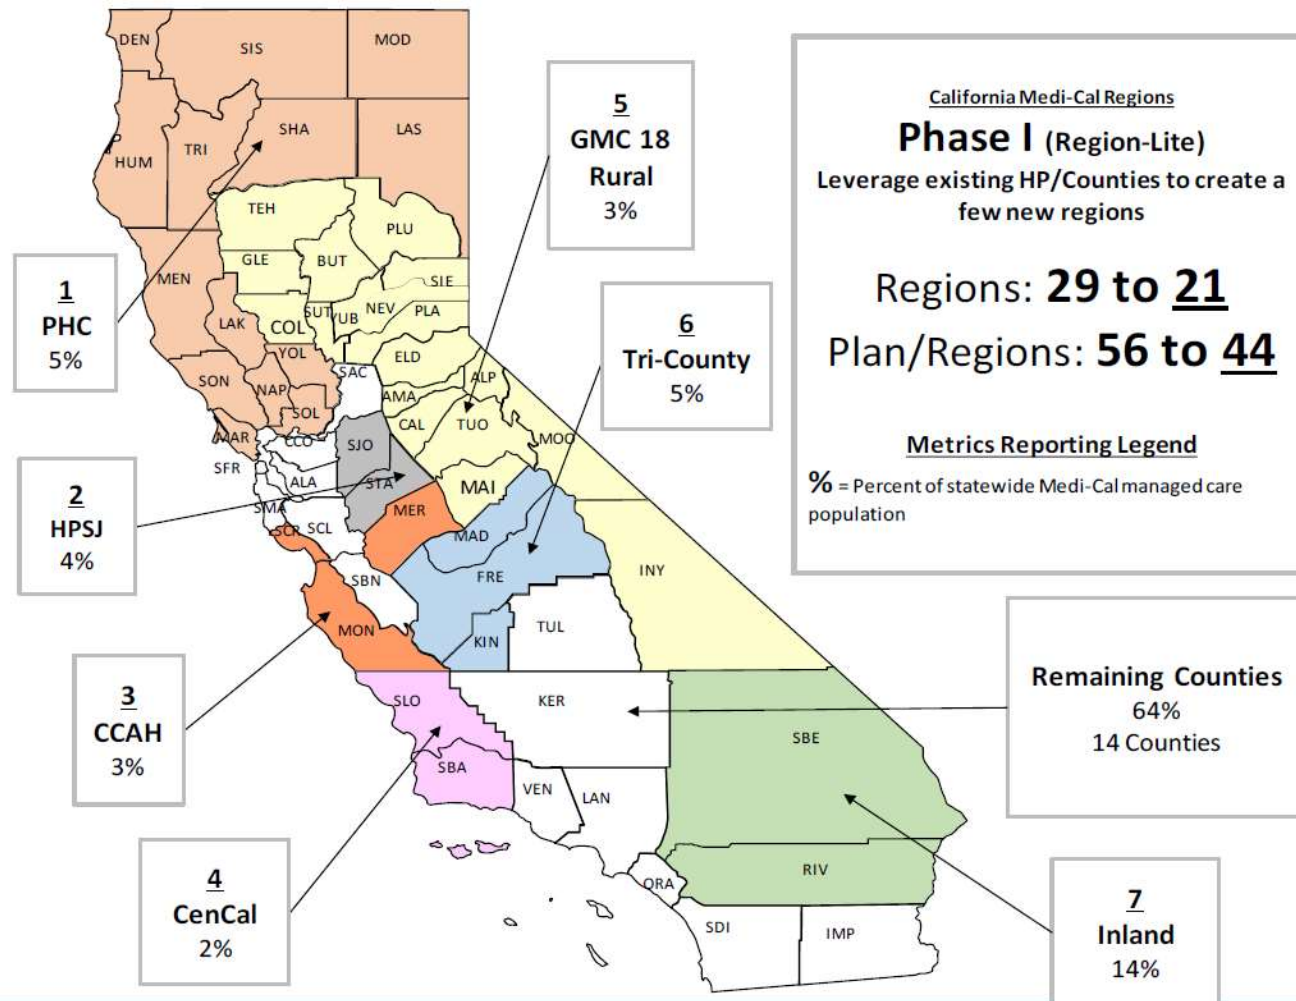 California Medi-Cal Regions
Phase I (Region-Lite)
Leverage existing HP/Counties to create a
few new regions
Regions: 29 to 21
Plan/Regions: 56 to 44
Metrics Reporting Legend
% = Percent of statewide Medi-Cal managed care
population
1
PHC
5%
2
HPSJ
4%
3
CCAH
3%
4
CenCal
2%
5
GMC 18
Rural
3%
6
Tri-County
5%
Remaining Counties
64%
14 Counties
7
Inland
14%
DEN
SIS
MOD
HUM
TRI
SHA
LAS
TEH
PLU
MEN
GLE
BUT
SIE
LAK
COL
SUT
YUB
NEV
PLA
YOL
ELD
SON
NAP
SAC
ALP
SOL
AMA
CAL
TUO
MOO
MAR
CCO
SJO
SFR
ALA
STA
MAI
SMA
SCL
MER
SCR
MAD
SBN
FRE
INY
MON
KIN
TUL
SLO
KER
SBE
SBA
VEN
LAN
RIV
ORA
SDI
IMP